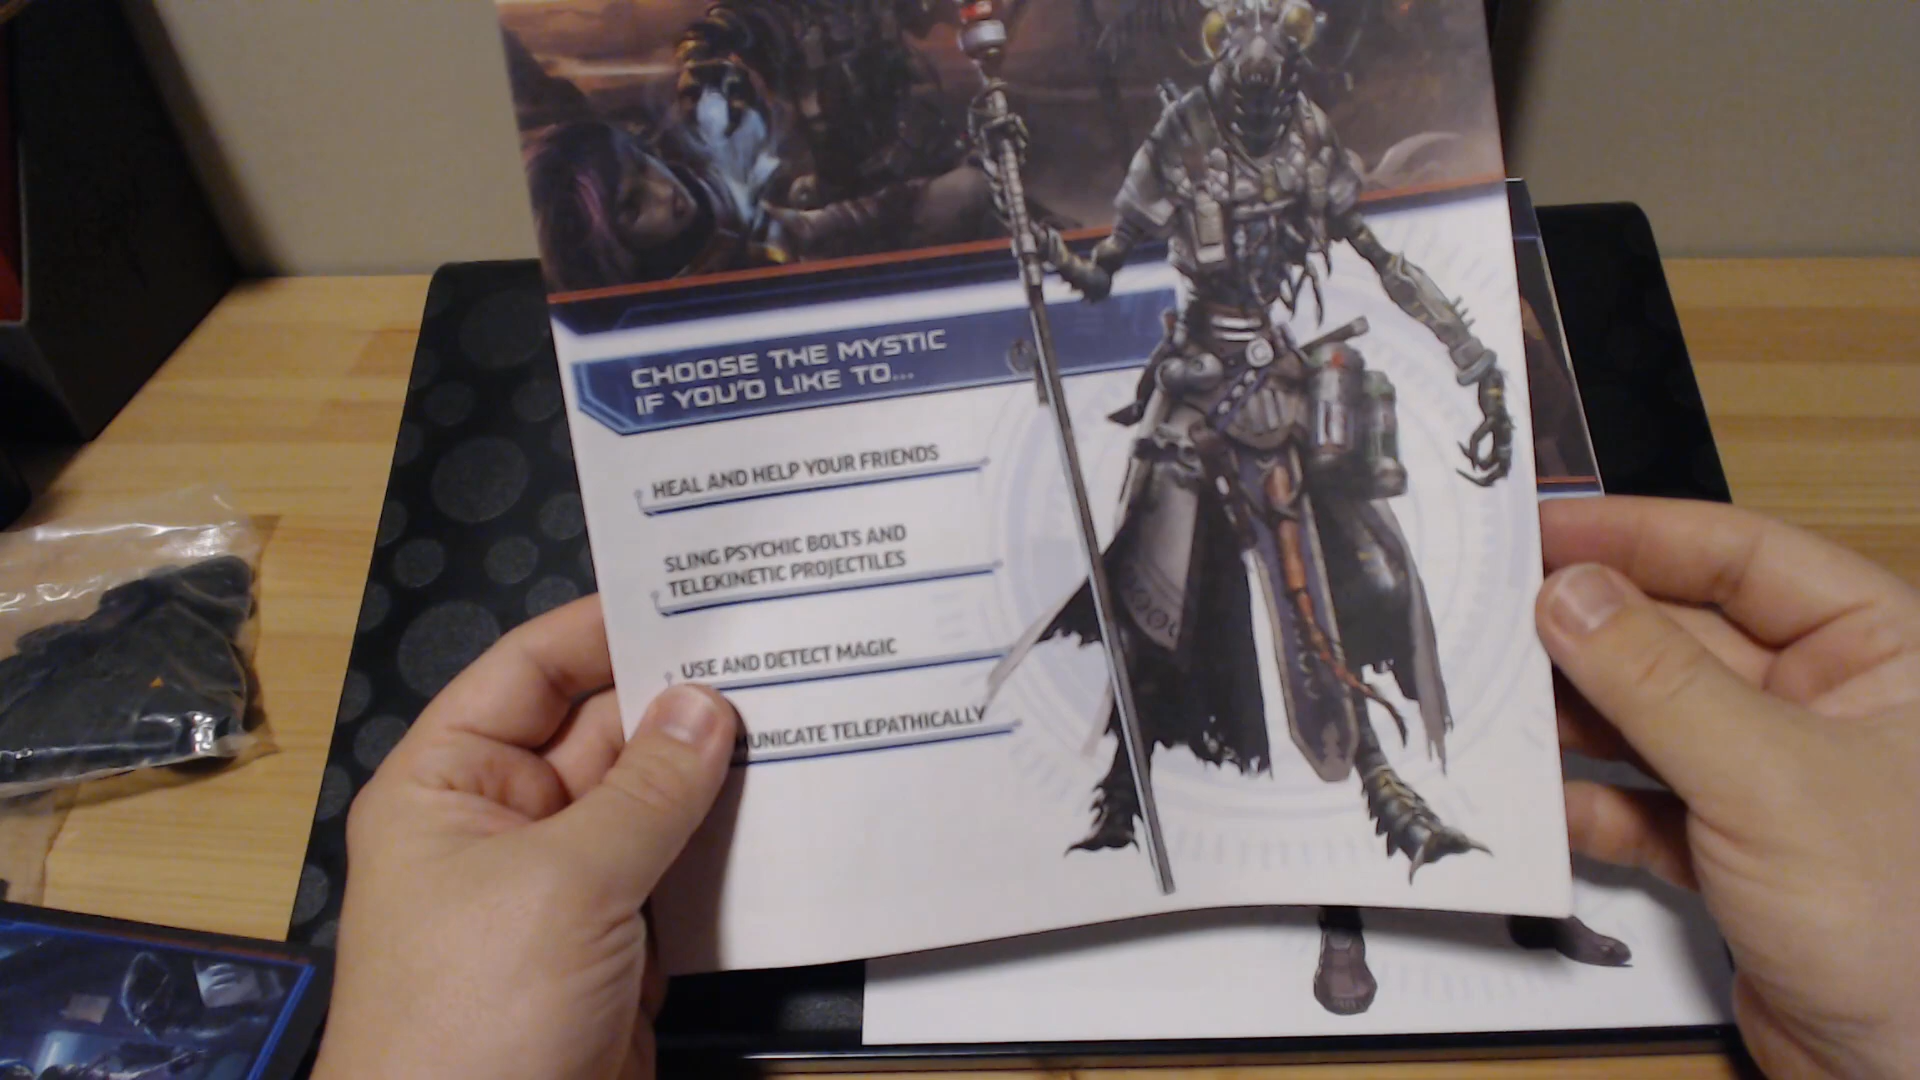 CHOOSE THE MYSTIC
IF YOU'D LIKE TO...
HEAL AND HELP YOUR FRIENDS
SLING PSYCHIC BOLTS AND
TELEKINETIC PROJECTILES
USE AND DETECT MAGIC
TELEPATHICALLY